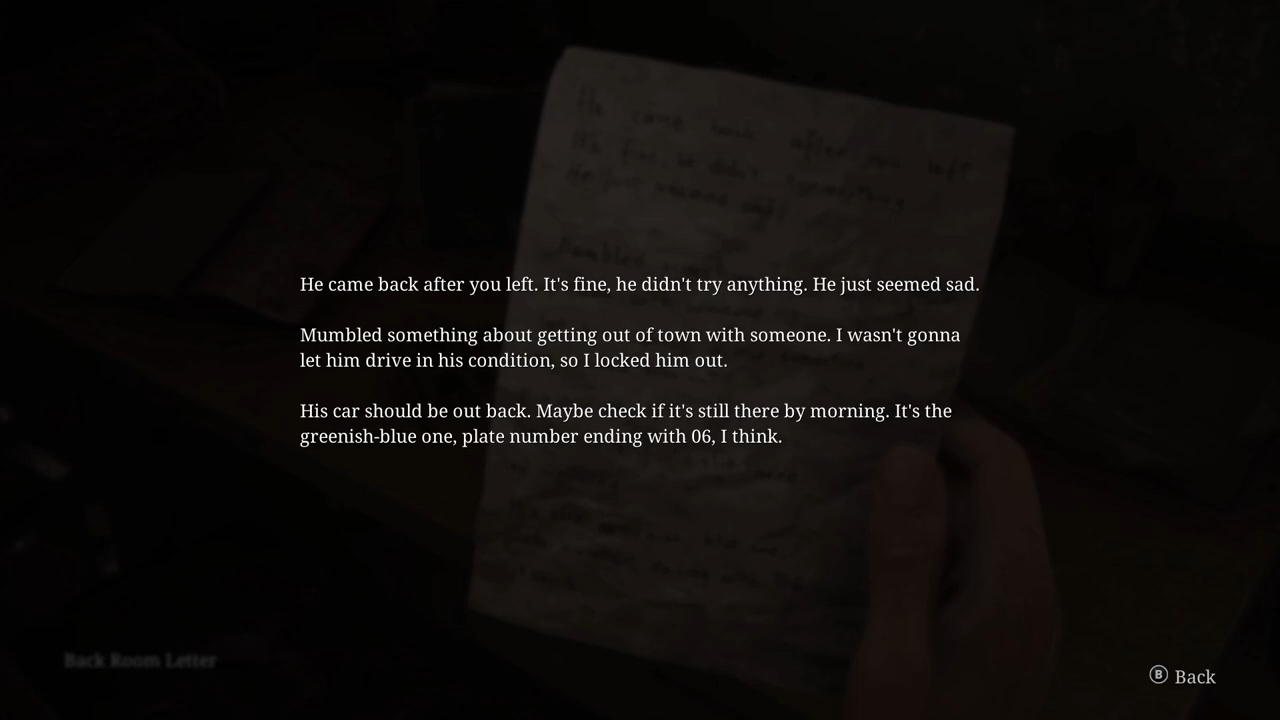 He came back after you left. It's fine, he didn't try anything. He just seemed sad.
Mumbled something about getting out of town with someone. I wasn't gonna
let him drive in his condition, so I locked him out.
His car should be out back. Maybe check if it's still there by morning. It's the
greenish-blue one, plate number ending with 06, I think.
Back Room Letter
B Back